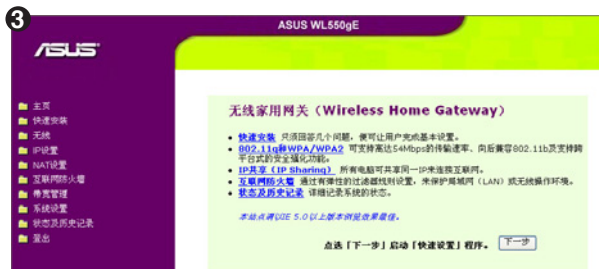 3
ASUS WL550gE
ASUS
主页
快速安装
无线
IP设置
NAT设置
互联网防火墙
带宽管理
系统设置
状态及历史记录
登出
无线家用网关（Wireless Home Gateway）
快速安装 只须回答几个问题，便可让用户完成基本设置。
802.11g和WPA/WPA2 可支持高达54Mbps的传输速率、向后兼容802.11b及支持跨
平台式的安全强化功能。
IP共享（IP Sharing） 所有电脑可共享同一IP来连接互联网。
互联网防火墙 通过有弹性的过滤器规则设置，来保护局域网（LAN）或无线操作环境。
状态及历史记录 详细记录系统的状态。
本站点请以IE 5.0以上版本浏览效果最佳。
点选「下一步」启动「快速设置」程序。 下一步